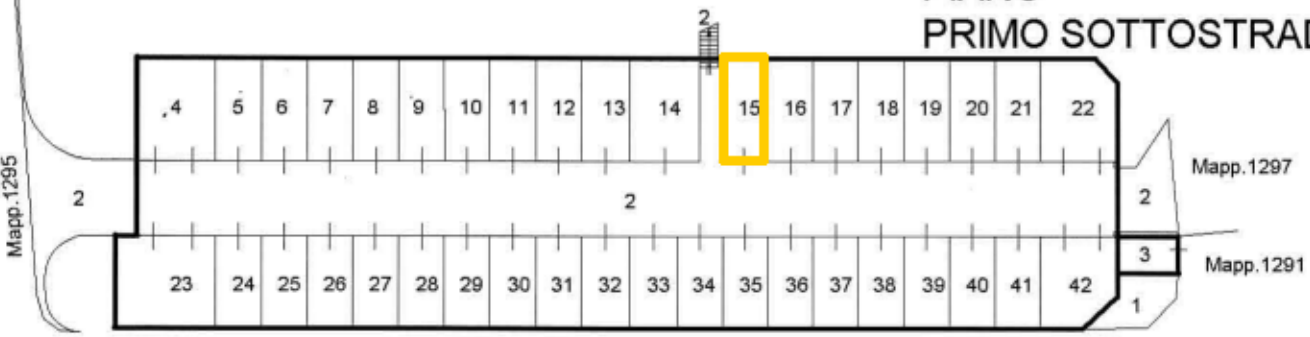 PRIMO SOTTOSTRAD
2
4 5 6 7 8 9 10 11 12 13 14 15 16 17 18 19 20 21 22
Mapp.1297
Mapp.1295
2 2 2
3
Mapp.1291
23 24 25 26 27 28 29 30 31 32 33 34 35 36 37 38 39 40 41 42
1